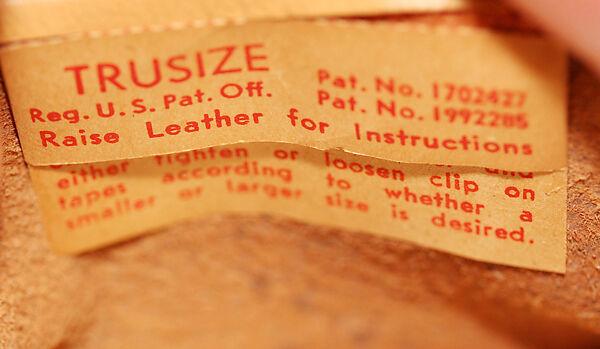 TRUSIZE
Reg. U. S. Pat. Off.
Pat. No. 1702427
Pat. No. 1992285
Raise Leather for Instructions
and
either tighten or loosen clip on
tapes according to whether a
smaller or larger size is desired.